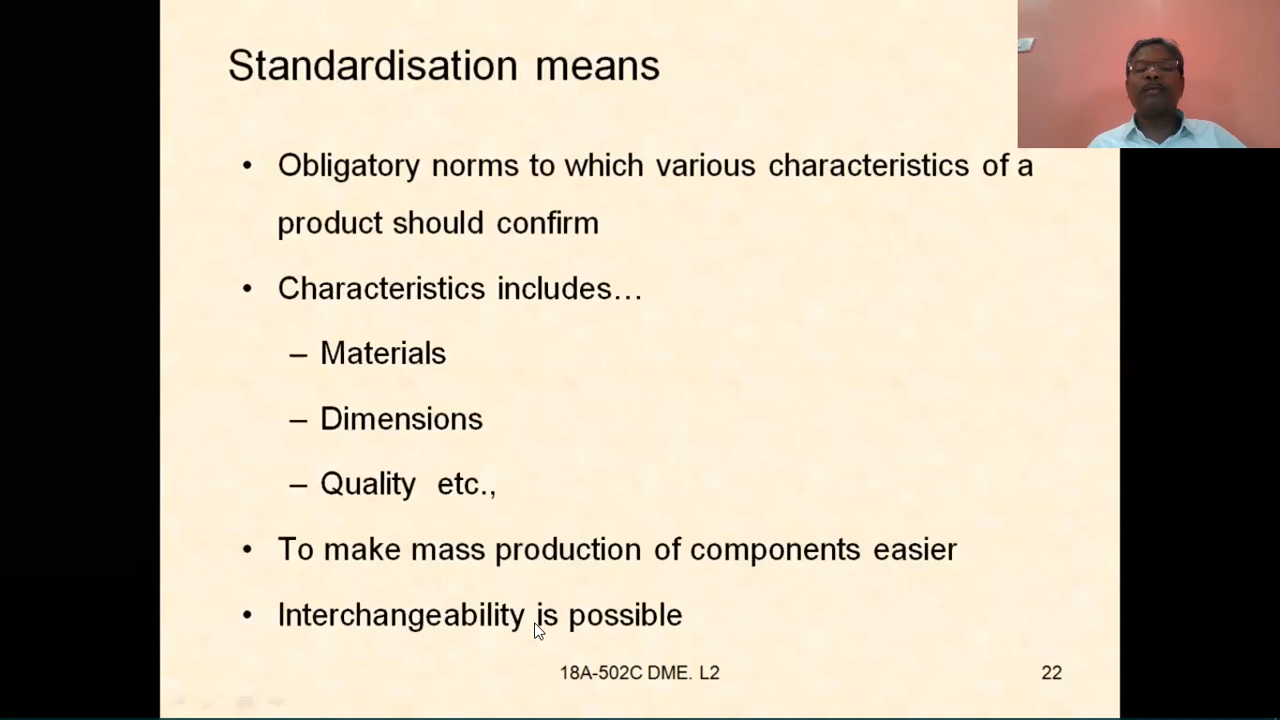 Standardisation means
• Obligatory norms to which various characteristics of a
product should confirm
• Characteristics includes…
– Materials
– Dimensions
– Quality etc.,
• To make mass production of components easier
• Interchangeability is possible
18A-502C DME. L2
22